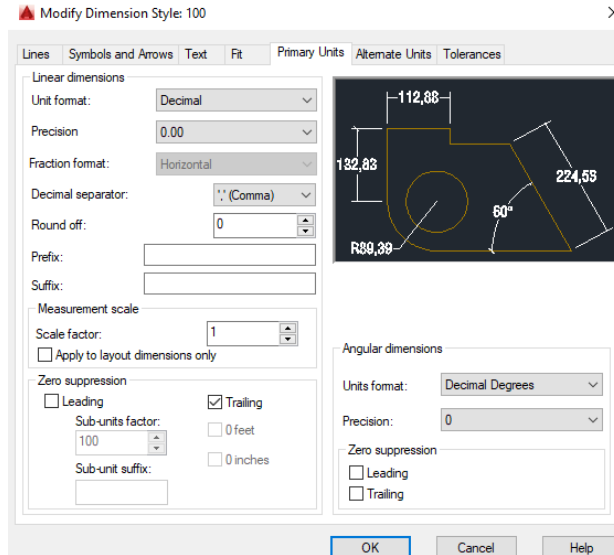 Modify Dimension Style: 100
Lines Symbols and Arrows Text Fit Primary Units Alternate Units Tolerances
Linear dimensions
Unit format: Decimal
Precision 0.00
Fraction format: Horizontal
Decimal separator: ',' (Comma)
Round off: 0
Prefix:
Suffix:
Measurement scale
Scale factor: 1
Apply to layout dimensions only
Zero suppression
Leading
Trailing
Sub-units factor:
100
0 feet
0 inches
Sub-unit suffix:
112,88
132,83
224,53
60°
R89,39
Angular dimensions
Units format: Decimal Degrees
Precision: 0
Zero suppression
Leading
Trailing
OK Cancel Help